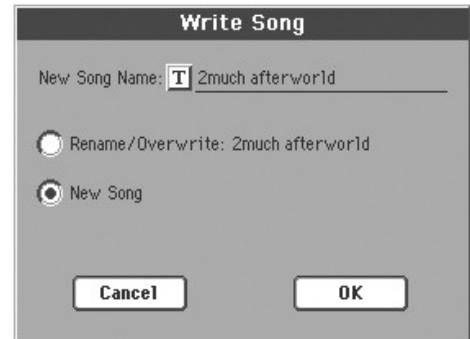 Write Song
New Song Name: T 2much afterworld
Rename/Overwrite: 2much afterworld
New Song
Cancel OK